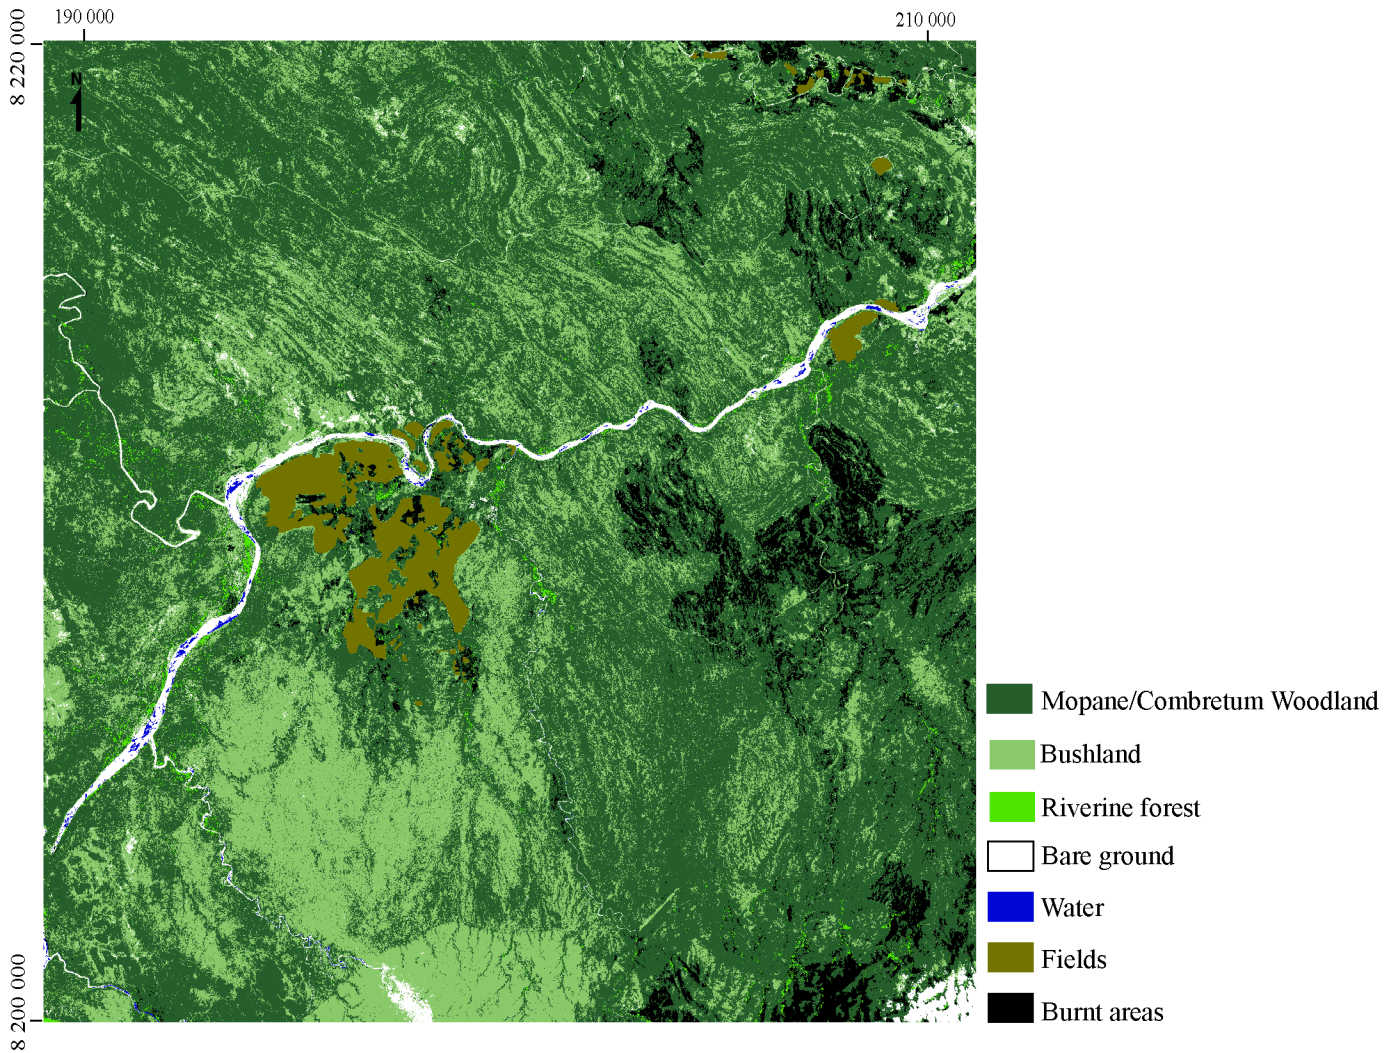 190 000
210 000
8 220 000
N
Mopane/Combretum Woodland
Bushland
Riverine forest
Bare ground
Water
Fields
Burnt areas
8 200 000